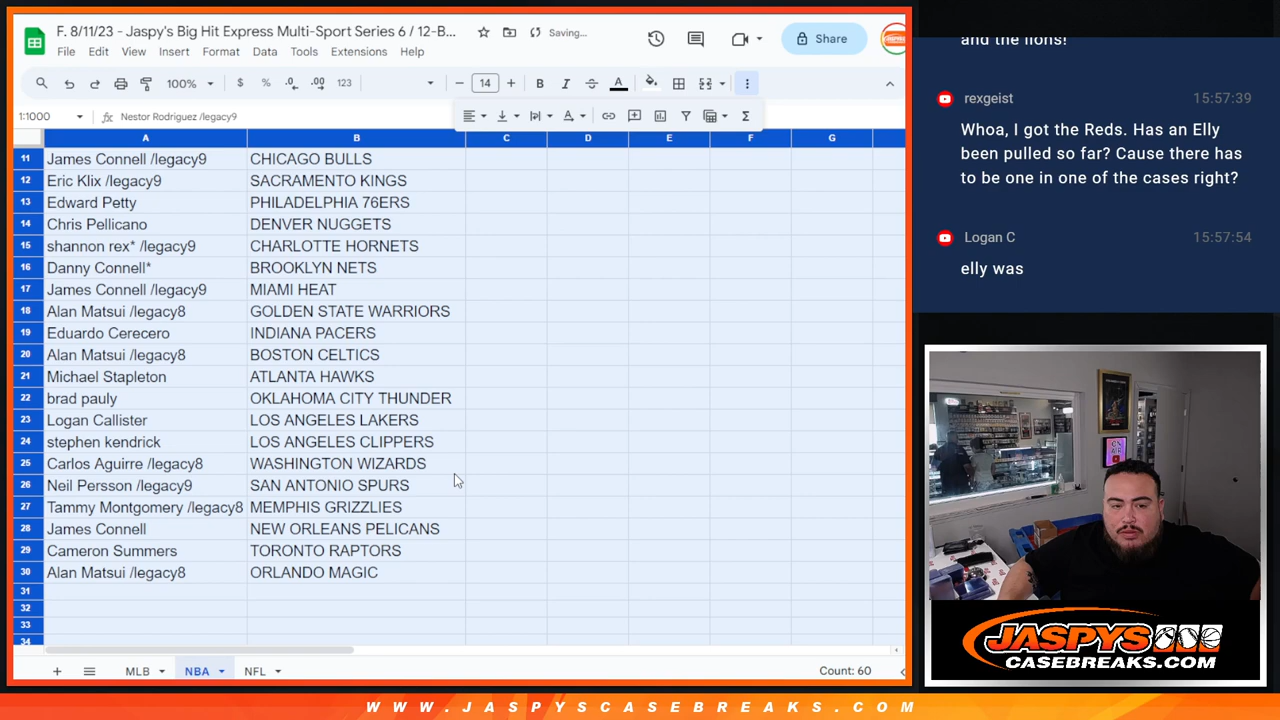 F. 8/11/23 - Jaspy's Big Hit Express Multi-Sport Series 6 / 12-B...
Saving...
Share
File Edit View Insert Format Data Tools Extensions Help
100% $ % .0 .00 123 14 B I A
1:1000 fx Nestor Rodriguez /legacy9
A B C D E F G
11 James Connell /legacy9 CHICAGO BULLS
12 Eric Klix /legacy9 SACRAMENTO KINGS
13 Edward Petty PHILADELPHIA 76ERS
14 Chris Pellicano DENVER NUGGETS
15 shannon rex* /legacy9 CHARLOTTE HORNETS
16 Danny Connell* BROOKLYN NETS
17 James Connell /legacy9 MIAMI HEAT
18 Alan Matsui /legacy8 GOLDEN STATE WARRIORS
19 Eduardo Cerecero INDIANA PACERS
20 Alan Matsui /legacy8 BOSTON CELTICS
21 Michael Stapleton ATLANTA HAWKS
22 brad pauly OKLAHOMA CITY THUNDER
23 Logan Callister LOS ANGELES LAKERS
24 stephen kendrick LOS ANGELES CLIPPERS
25 Carlos Aguirre /legacy8 WASHINGTON WIZARDS
26 Neil Persson /legacy9 SAN ANTONIO SPURS
27 Tammy Montgomery /legacy8 MEMPHIS GRIZZLIES
28 James Connell NEW ORLEANS PELICANS
29 Cameron Summers TORONTO RAPTORS
30 Alan Matsui /legacy8 ORLANDO MAGIC
31
32
33
34
MLB NBA NFL Count: 60
and the lions!
rexgeist 15:57:39
Whoa, I got the Reds. Has an Elly
been pulled so far? Cause there has
to be one in one of the cases right?
Logan C 15:57:54
elly was
ON AIR
JASPYS
CASEBREAKS.COM
WWW.JASPYSCASEBREAKS.COM